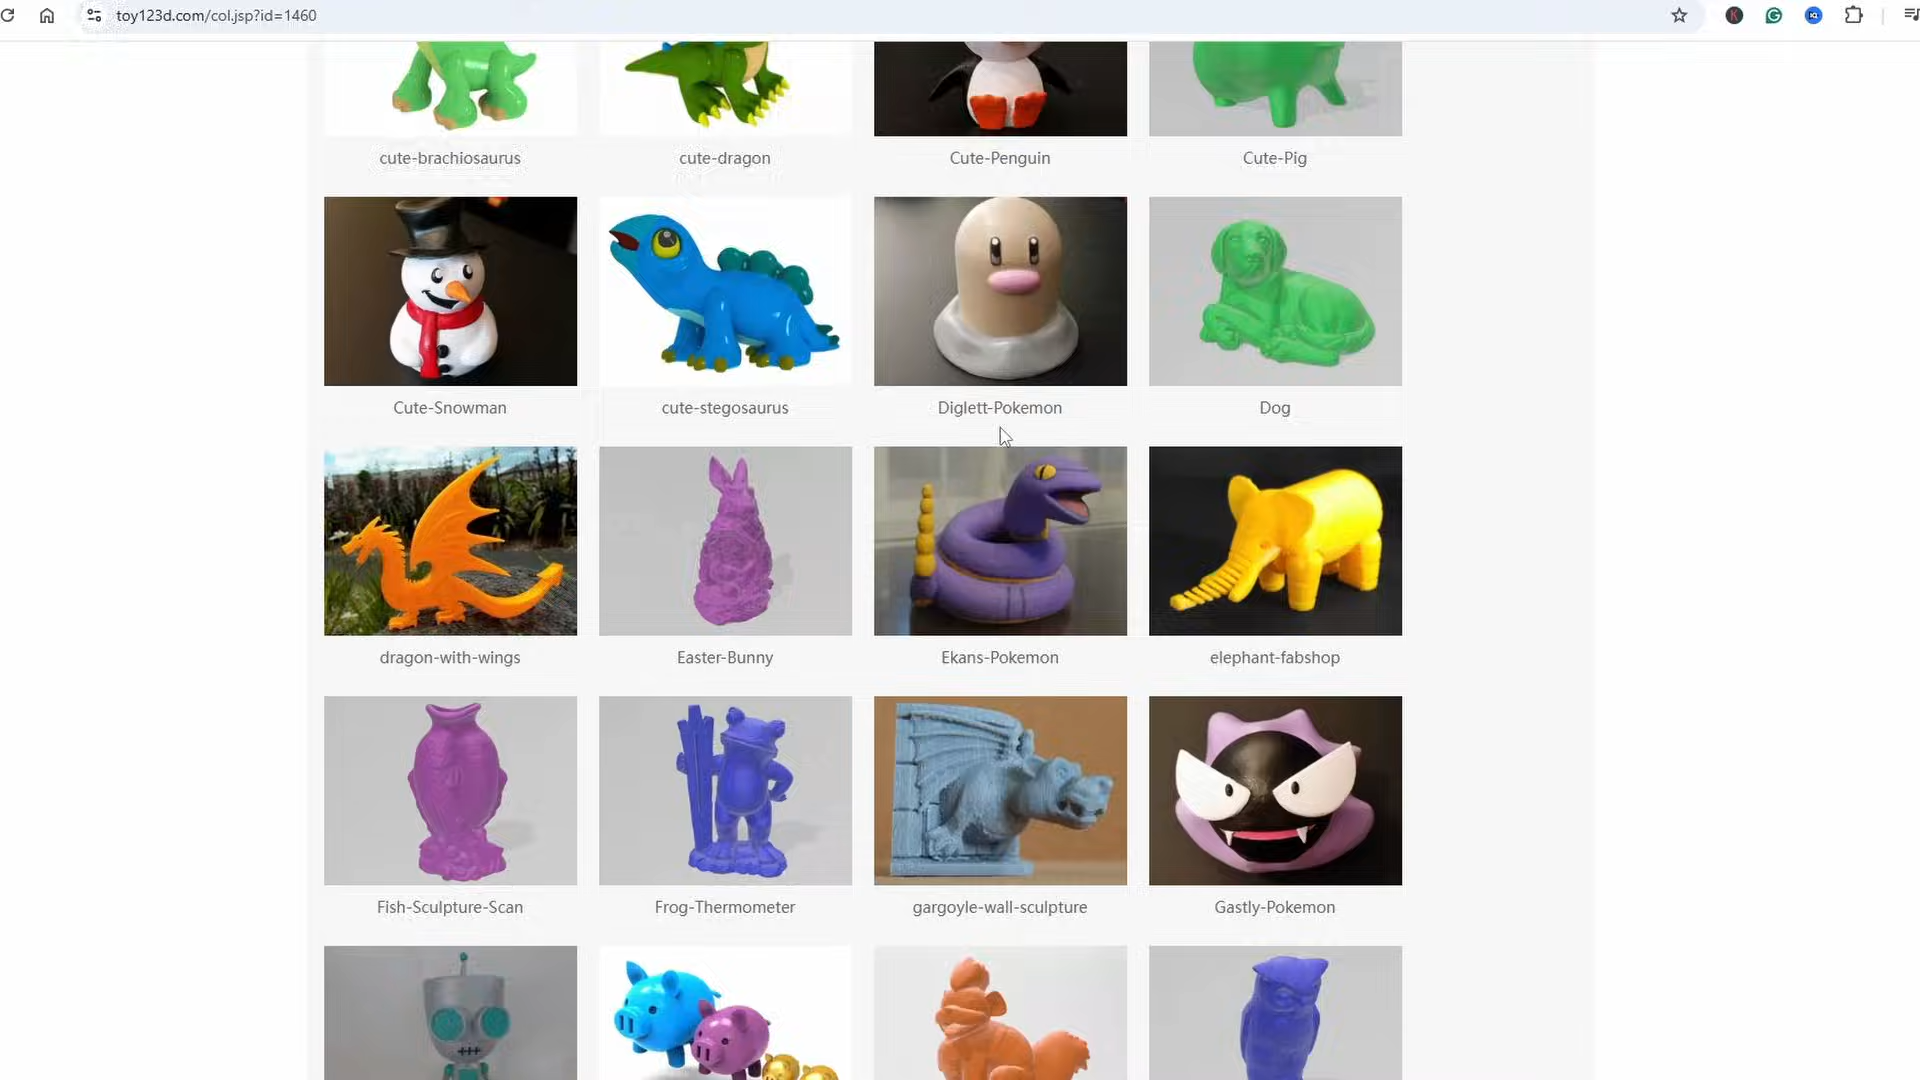 toy123d.com/col.jsp?id=1460
cute-brachiosaurus
cute-dragon
Cute-Penguin
Cute-Pig
Cute-Snowman
cute-stegosaurus
Diglett-Pokemon
Dog
dragon-with-wings
Easter-Bunny
Ekans-Pokemon
elephant-fabshop
Fish-Sculpture-Scan
Frog-Thermometer
gargoyle-wall-sculpture
Gastly-Pokemon